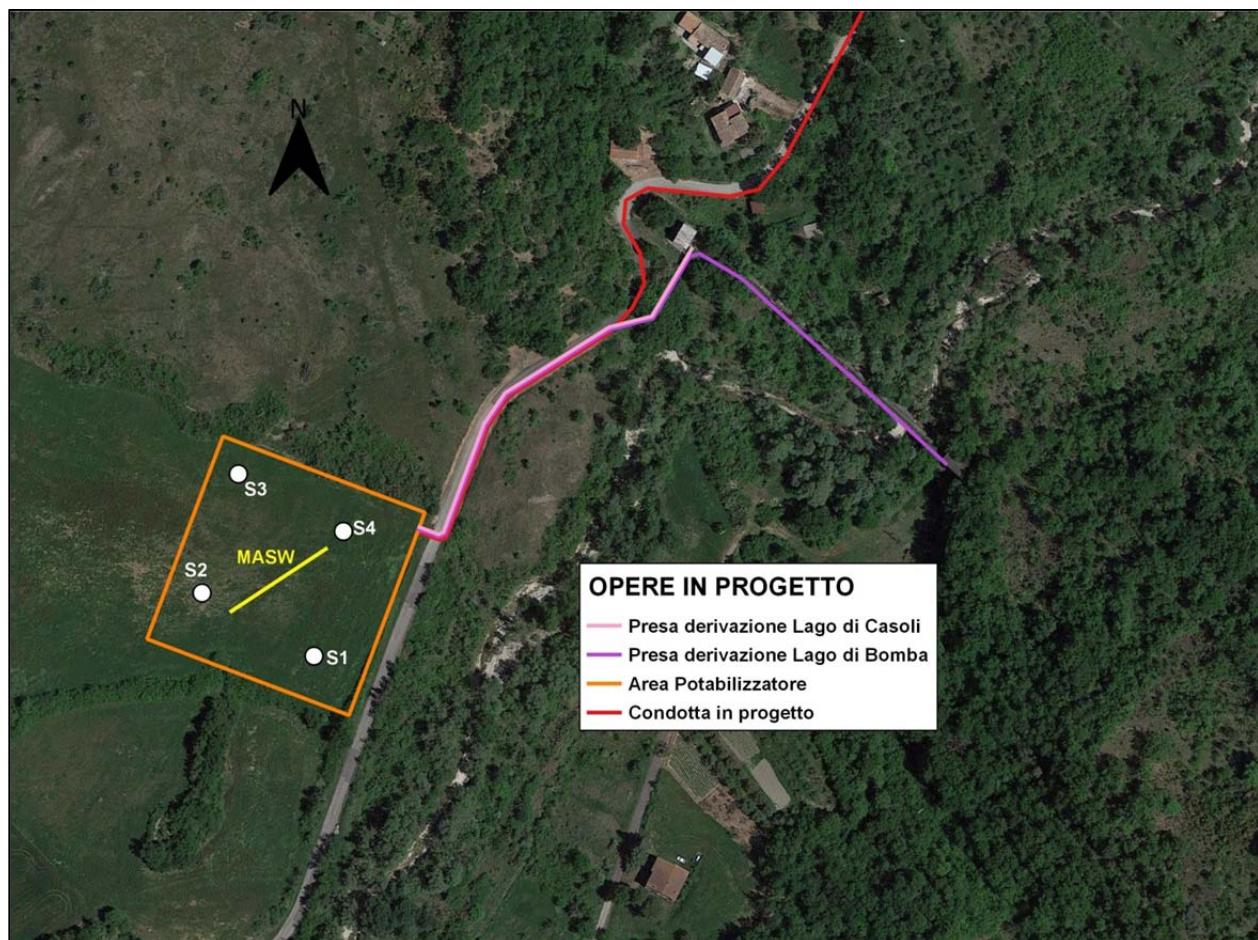 N
S3
S4
MASW
S2
S1
OPERE IN PROGETTO
Presa derivazione Lago di Casoli
Presa derivazione Lago di Bomba
Area Potabilizzatore
Condotta in progetto